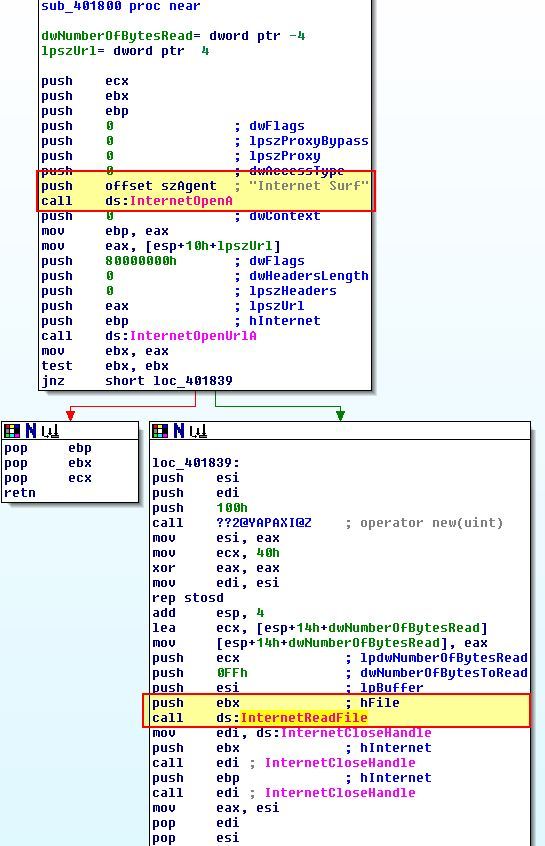 sub_401800 proc near
dwNumberOfBytesRead= dword ptr -4
lpszUrl= dword ptr  4
push    ecx
push    ebx
push    ebp
push    0               ; dwFlags
push    0               ; lpszProxyBypass
push    0               ; lpszProxy
push    0               ; dwAccessType
push    offset szAgent  ; "Internet Surf"
call    ds:InternetOpenA
push    0               ; dwContext
mov     ebp, eax
mov     eax, [esp+10h+lpszUrl]
push    80000000h       ; dwFlags
push    0               ; dwHeadersLength
push    0               ; lpszHeaders
push    eax             ; lpszUrl
push    ebp             ; hInternet
call    ds:InternetOpenUrlA
mov     ebx, eax
test    ebx, ebx
jnz     short loc_401839
pop     ebp
pop     ebx
pop     ecx
retn
loc_401839:
push    esi
push    edi
push    100h
call    ??2@YAPAXI@Z    ; operator new(uint)
mov     esi, eax
mov     ecx, 40h
xor     eax, eax
mov     edi, esi
rep stosd
add     esp, 4
lea     ecx, [esp+14h+dwNumberOfBytesRead]
mov     [esp+14h+dwNumberOfBytesRead], eax
push    ecx             ; lpdwNumberOfBytesRead
push    0FFh            ; dwNumberOfBytesToRead
push    esi             ; lpBuffer
push    ebx             ; hFile
call    ds:InternetReadFile
mov     edi, ds:InternetCloseHandle
push    ebx             ; hInternet
call    edi ; InternetCloseHandle
push    ebp             ; hInternet
call    edi ; InternetCloseHandle
mov     eax, esi
pop     edi
pop     esi